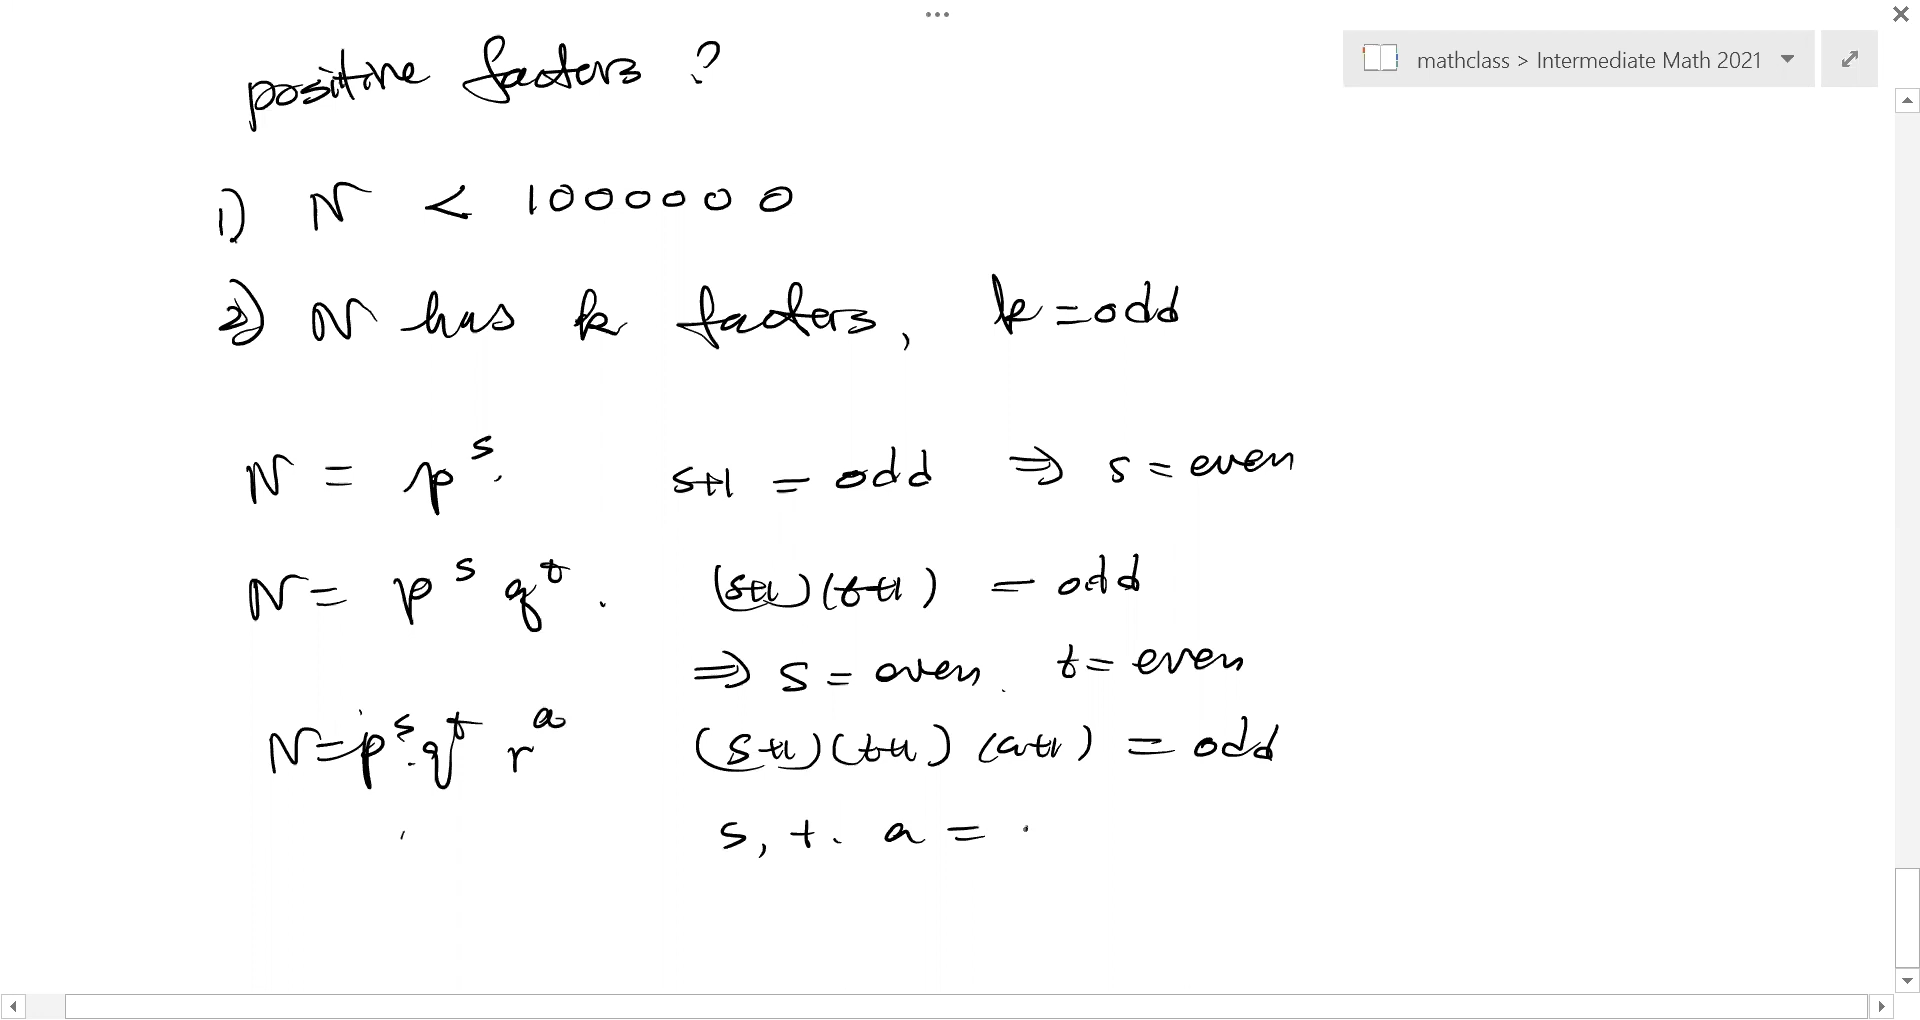 ...
mathclass > Intermediate Math 2021
positive factors ?
1) N < 1000000
2) N has k factors, k = odd
N = p^s. s+1 = odd ⇒ s = even
N = p^s q^t. (s+1)(t+1) = odd
⇒ s = even. t = even
N = p^s. q^t r^a (s+1)(t+1)(a+1) = odd
s, t. a =